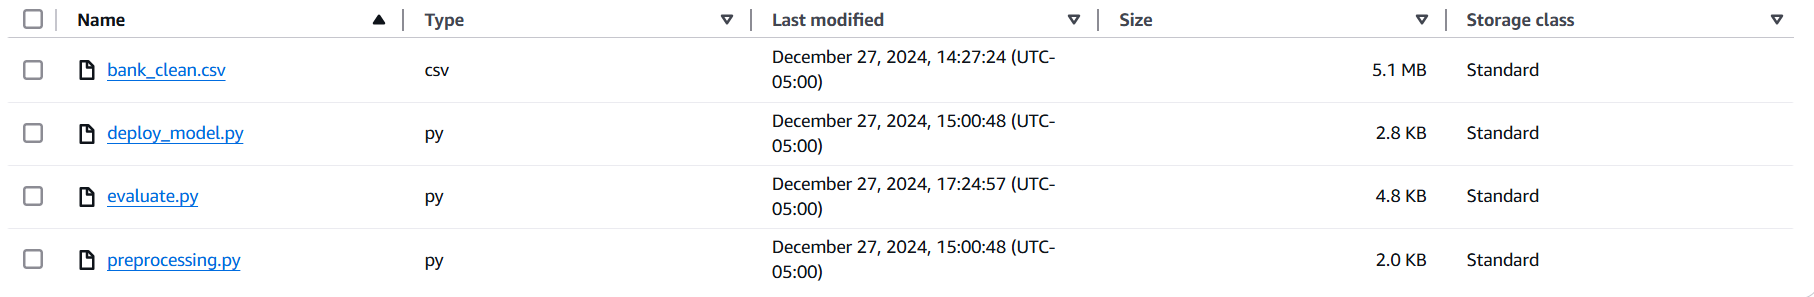 Name Type Last modified Size Storage class
bank_clean.csv csv December 27, 2024, 14:27:24 (UTC- 5.1 MB Standard
05:00)
deploy_model.py py December 27, 2024, 15:00:48 (UTC- 2.8 KB Standard
05:00)
evaluate.py py December 27, 2024, 17:24:57 (UTC- 4.8 KB Standard
05:00)
preprocessing.py py December 27, 2024, 15:00:48 (UTC- 2.0 KB Standard
05:00)